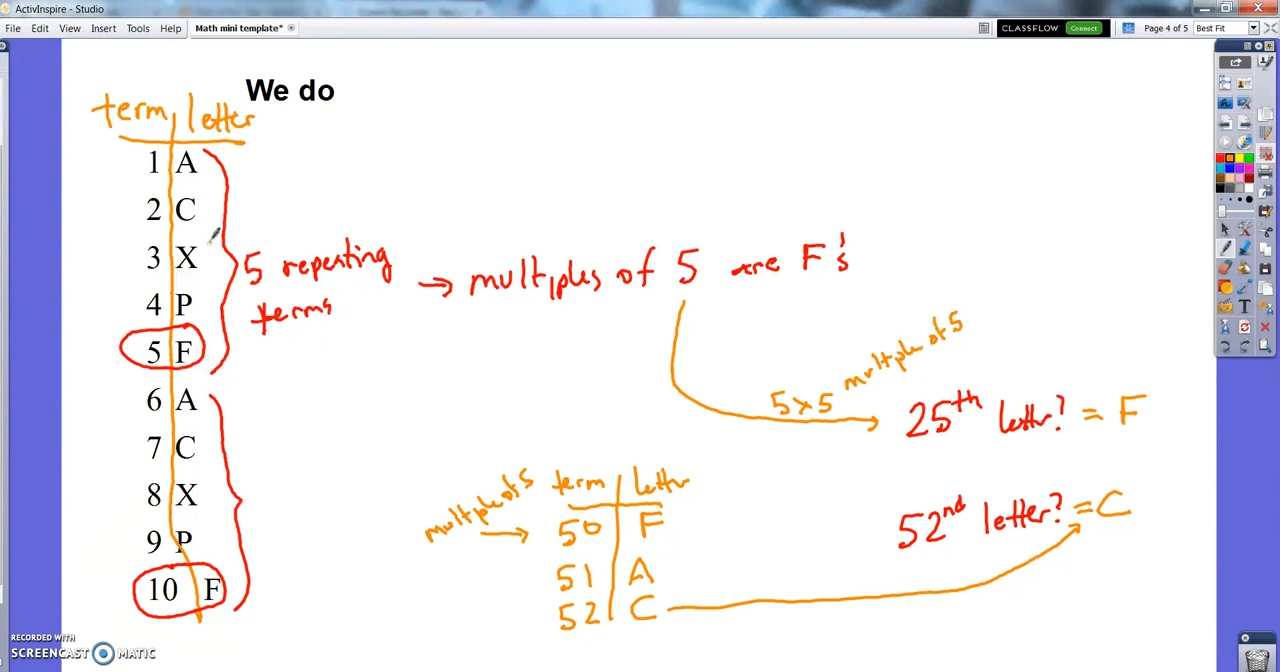 ActivInspire - Studio
File Edit View Insert Tools Help Math mini template* CLASSFLOW Connect Page 4 of 5 Best Fit
We do
term letter
1 A
2 C
3 X
4 P
5 F
6 A
7 C
8 X
9 P
10 F
5 repeating
terms
→ multiples of 5 are F's
5x5 multiple of 5
25th letter? = F
52nd letter? = C
multiple of 5 →
term letter
50 F
51 A
52 C
RECORDED WITH
SCREENCAST MATIC